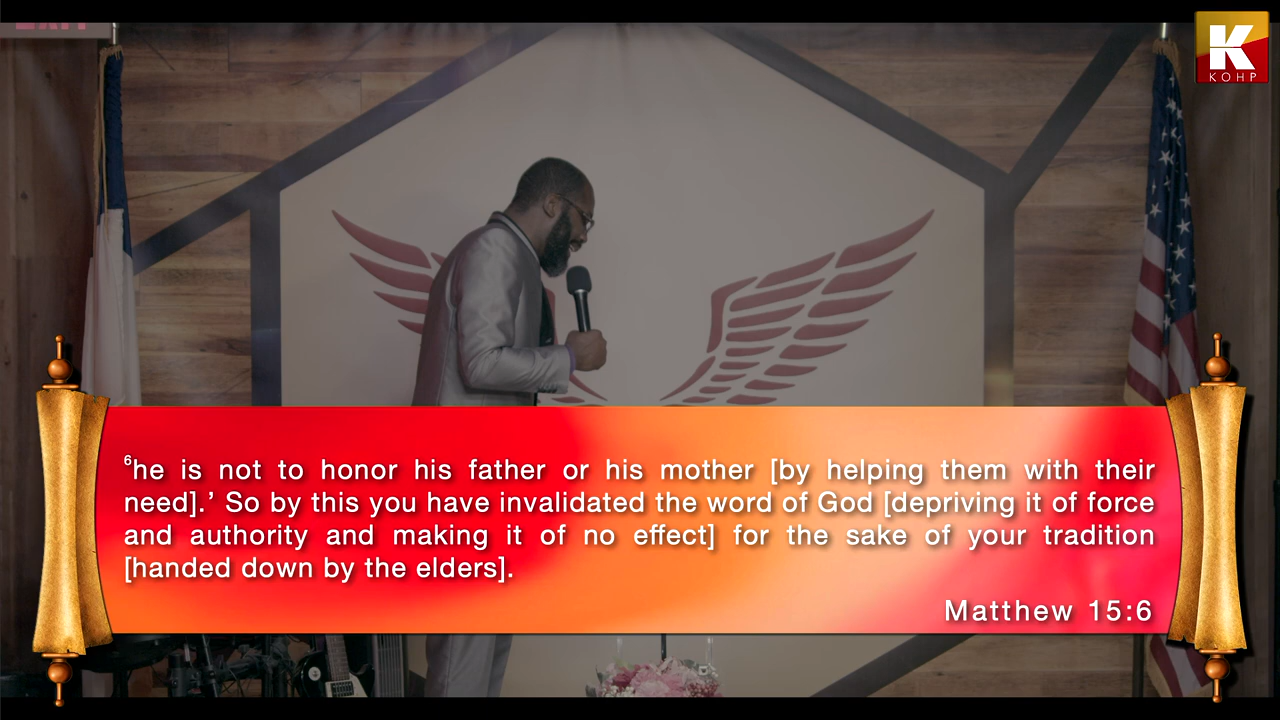 EXIT
K
KOHP
⁶he is not to honor his father or his mother [by helping them with their
need].’ So by this you have invalidated the word of God [depriving it of force
and authority and making it of no effect] for the sake of your tradition
[handed down by the elders].
Matthew 15:6